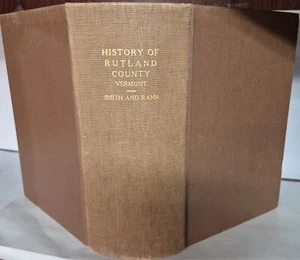 HISTORY OF
RUTLAND
COUNTY
VERMONT
SMITH AND RANN